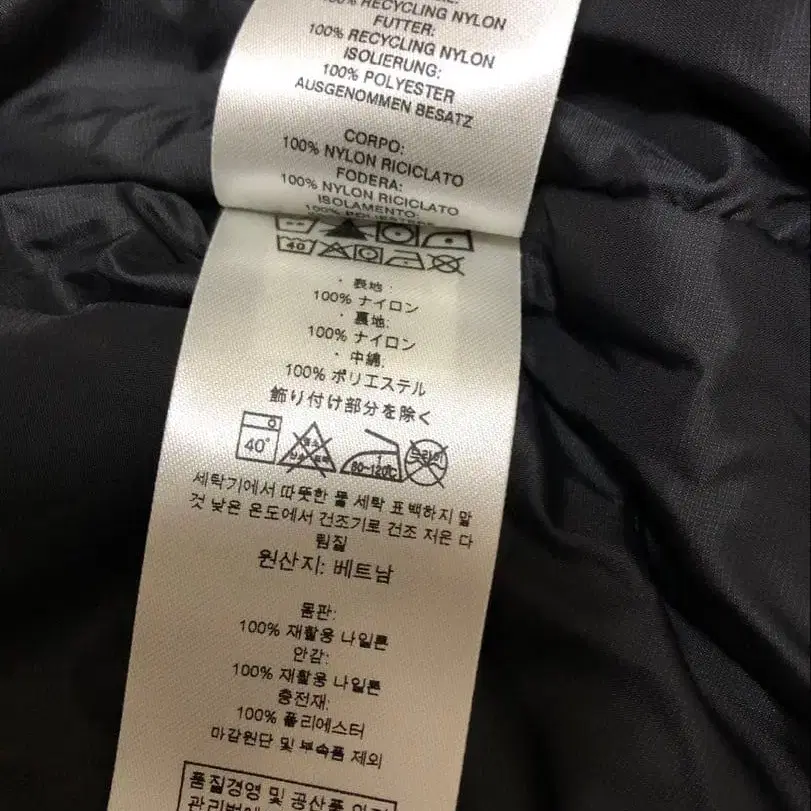 100% RECYCLING NYLON
FUTTER:
100% RECYCLING NYLON
ISOLIERUNG:
100% POLYESTER
AUSGENOMMEN BESATZ
CORPO:
100% NYLON RICICLATO
FODERA:
100% NYLON RICICLATO
ISOLAMENTO:
100% POLIESTERE
40
・表地:
100% ナイロン
・裏地:
100% ナイロン
・中綿:
100% ポリエステル
飾り付け部分を除く
40° 80-120℃ 드라이
세탁기에서 따뜻한 물 세탁 표백하지 말
것 낮은 온도에서 건조기로 건조 저온 다
림질
원산지: 베트남
몸판:
100% 재활용 나일론
안감:
100% 재활용 나일론
충전재:
100% 폴리에스터
마감원단 및 부속품 제외
품질경영 및 공산품